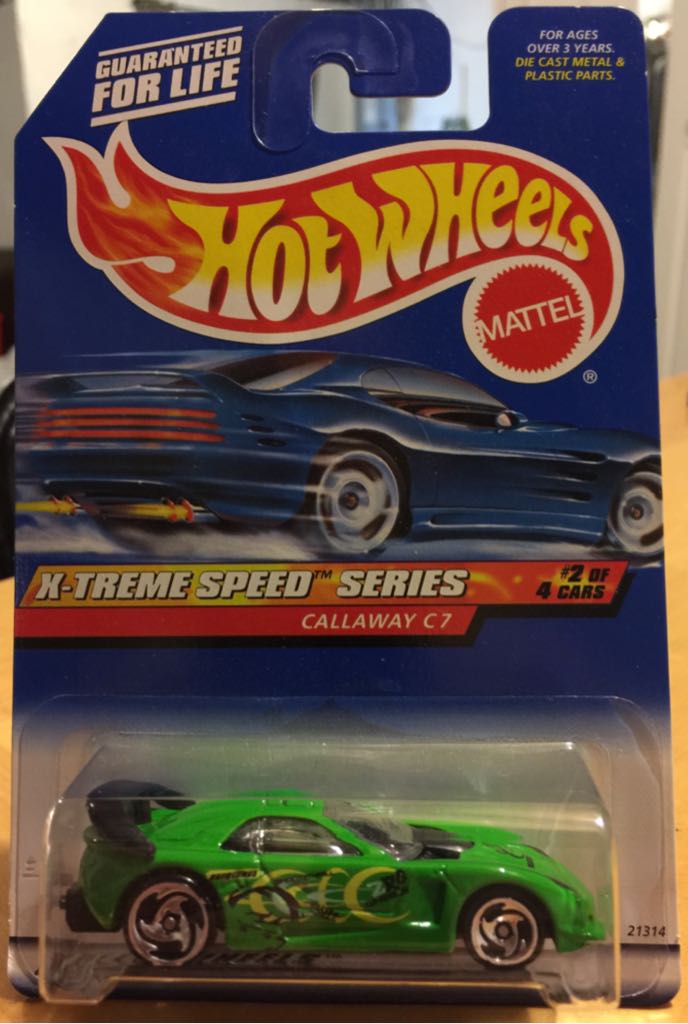 GUARANTEED
FOR LIFE
FOR AGES
OVER 3 YEARS.
DIE CAST METAL &
PLASTIC PARTS.
HOT WHEELS
MATTEL
®
X-TREME SPEED™ SERIES
#2 OF
4 CARS
CALLAWAY C7
21314